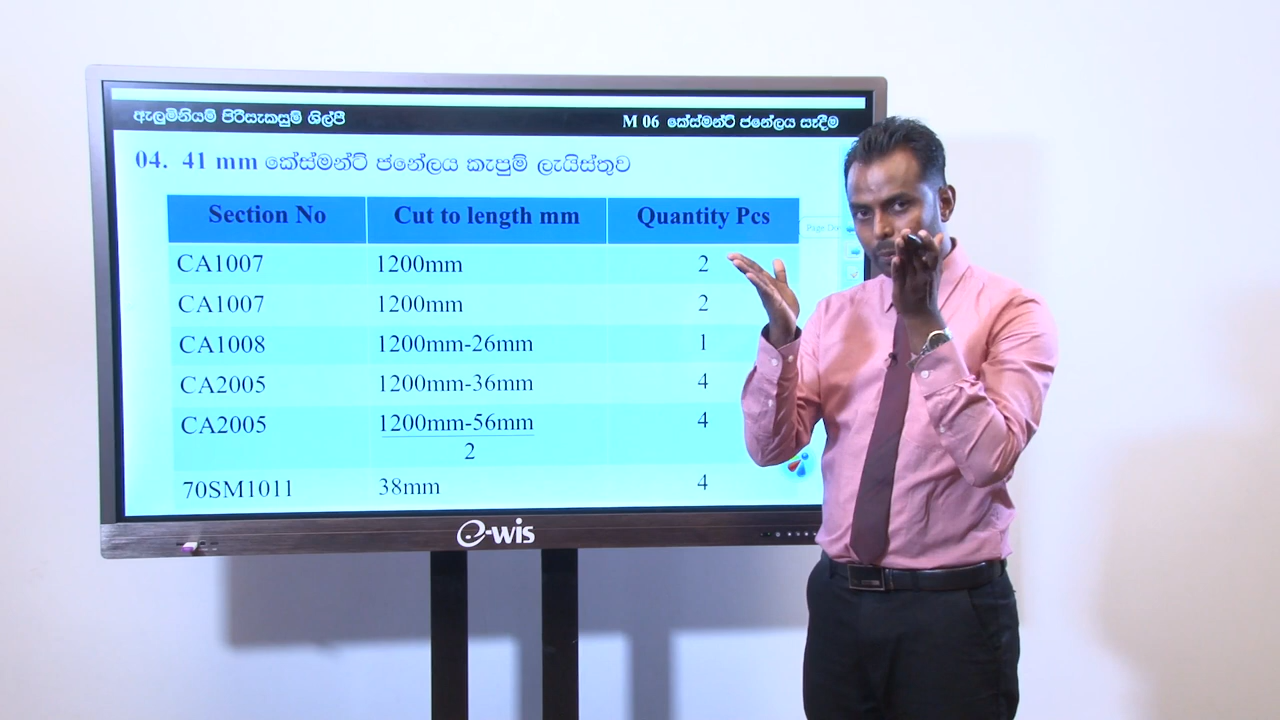 ඇලුමිනියම් පිරිසැකසුම් ශිල්පී M 06 කේස්මන්ට් ජනේලය සෑදීම
04. 41 mm කේස්මන්ට් ජනේලය කැපුම් ලැයිස්තුව
Section No Cut to length mm Quantity Pcs
CA1007 1200mm 2
CA1007 1200mm 2
CA1008 1200mm-26mm 1
CA2005 1200mm-36mm 4
CA2005 1200mm-56mm 4
2
70SM1011 38mm 4
e-wis